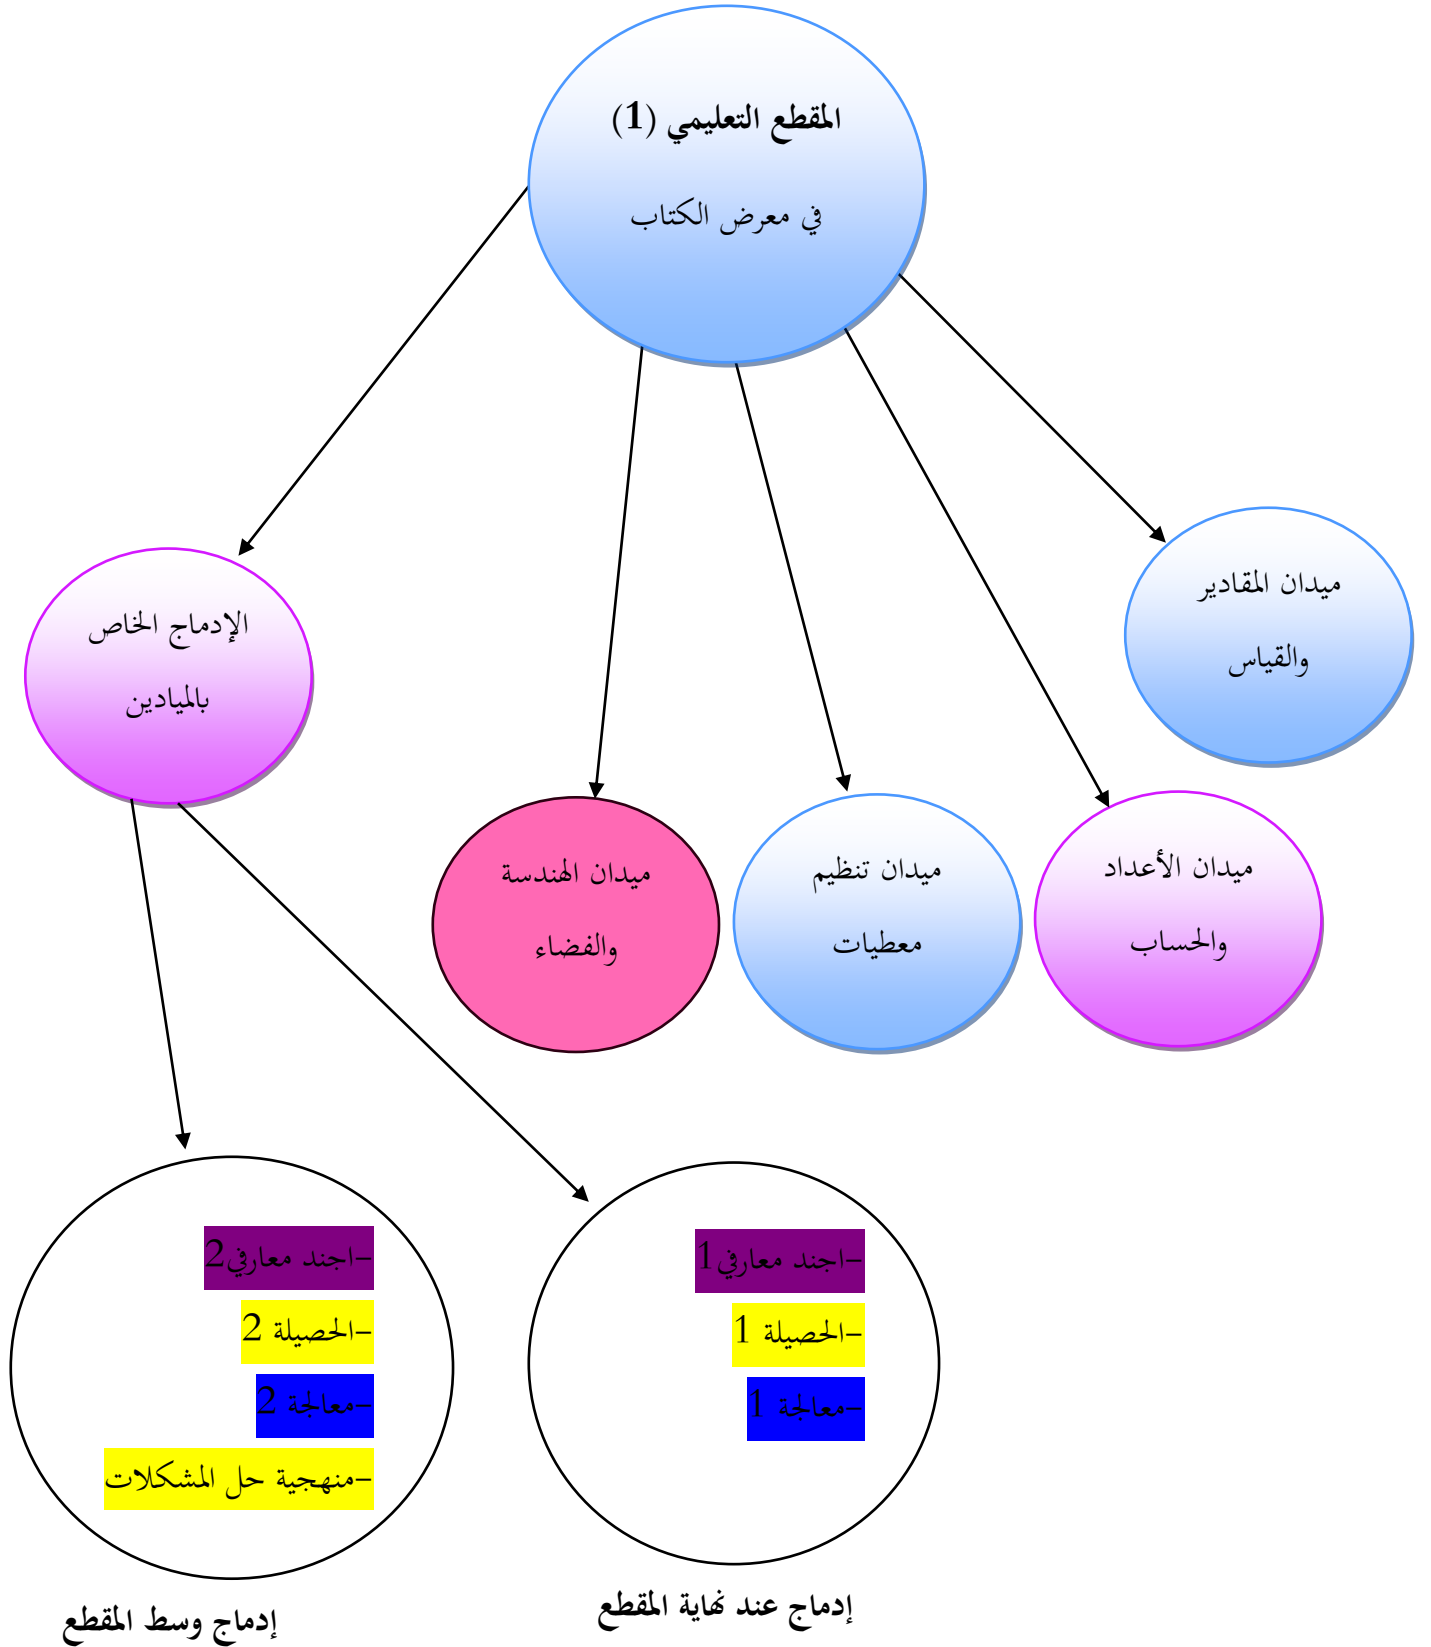 المقطع التعليمي (1)
في معرض الكتاب
ميدان المقادير
والقياس
الإدماج الخاص
بالميادين
ميدان الأعداد
والحساب
ميدان تنظيم
معطيات
ميدان الهندسة
والفضاء
-اجند معارفي1
-الحصيلة 1
-معالجة 1
-اجند معارفي2
-الحصيلة 2
-معالجة 2
-منهجية حل المشكلات
إدماج عند نهاية المقطع
إدماج وسط المقطع